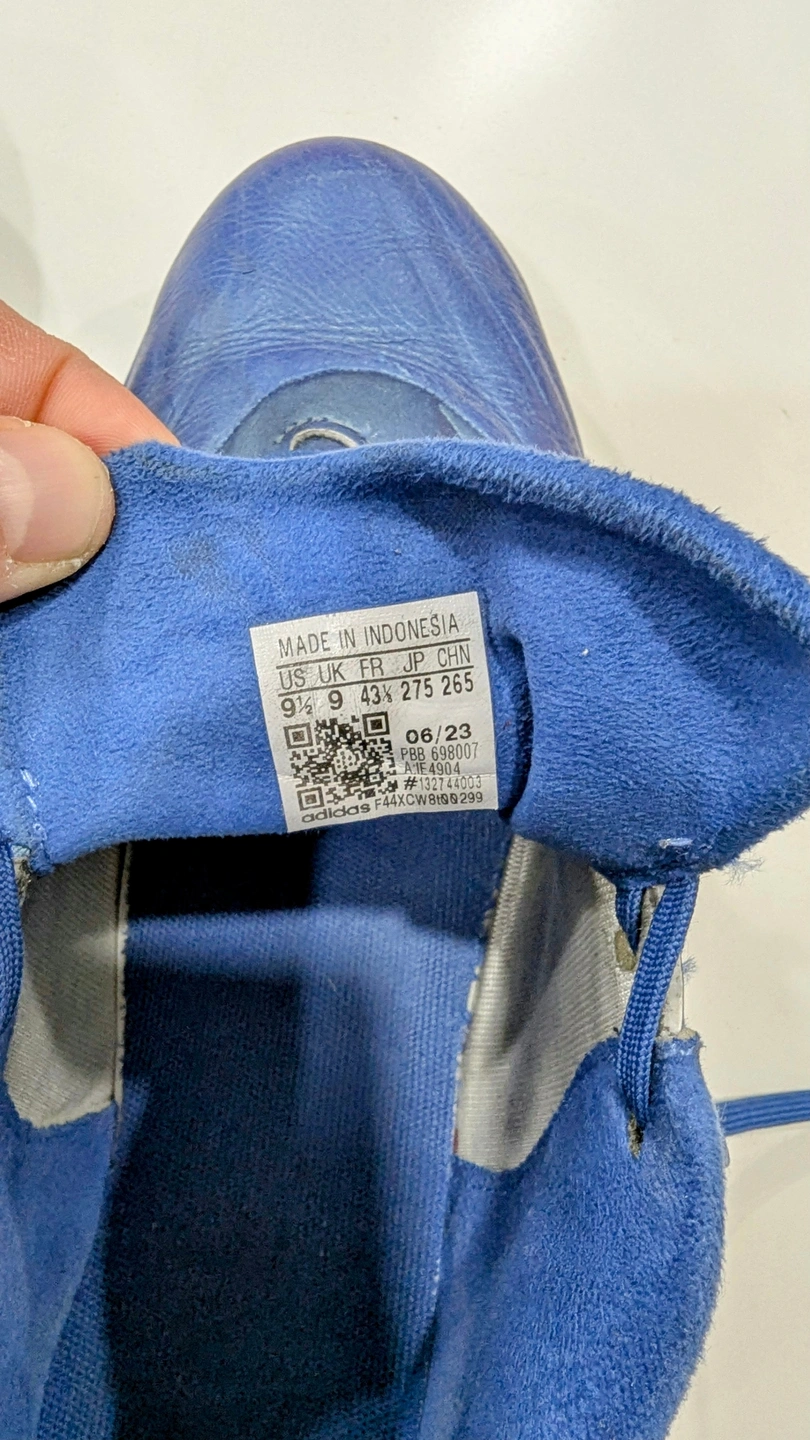 MADE IN INDONESIA
US UK FR JP CHN
9½ 9 43⅓ 275 265
06/23
PBB 698007
A IE4904
#132744003
adidas F44XCW8t00299